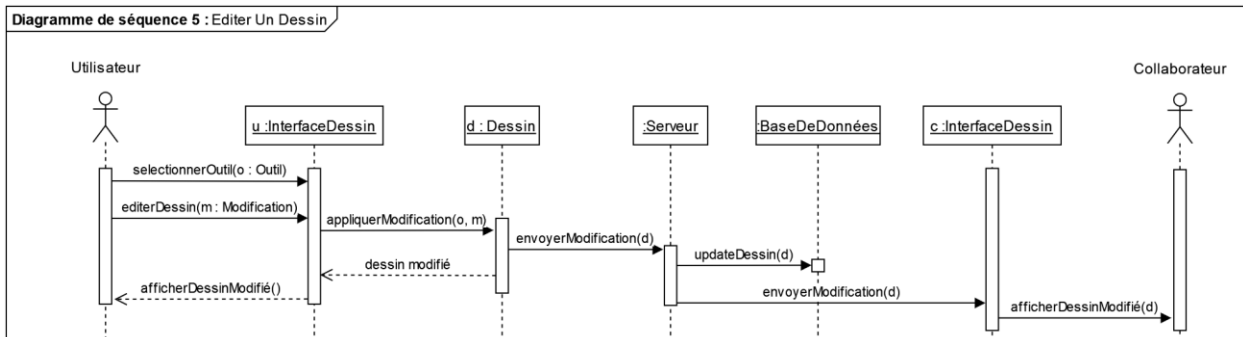 Diagramme de séquence 5 : Editer Un Dessin
Utilisateur
Collaborateur
u :InterfaceDessin
d : Dessin
:Serveur
:BaseDeDonnées
c :InterfaceDessin
selectionnerOutil(o : Outil)
editerDessin(m : Modification)
appliquerModification(o, m)
envoyerModification(d)
updateDessin(d)
dessin modifié
afficherDessinModifié()
envoyerModification(d)
afficherDessinModifié(d)